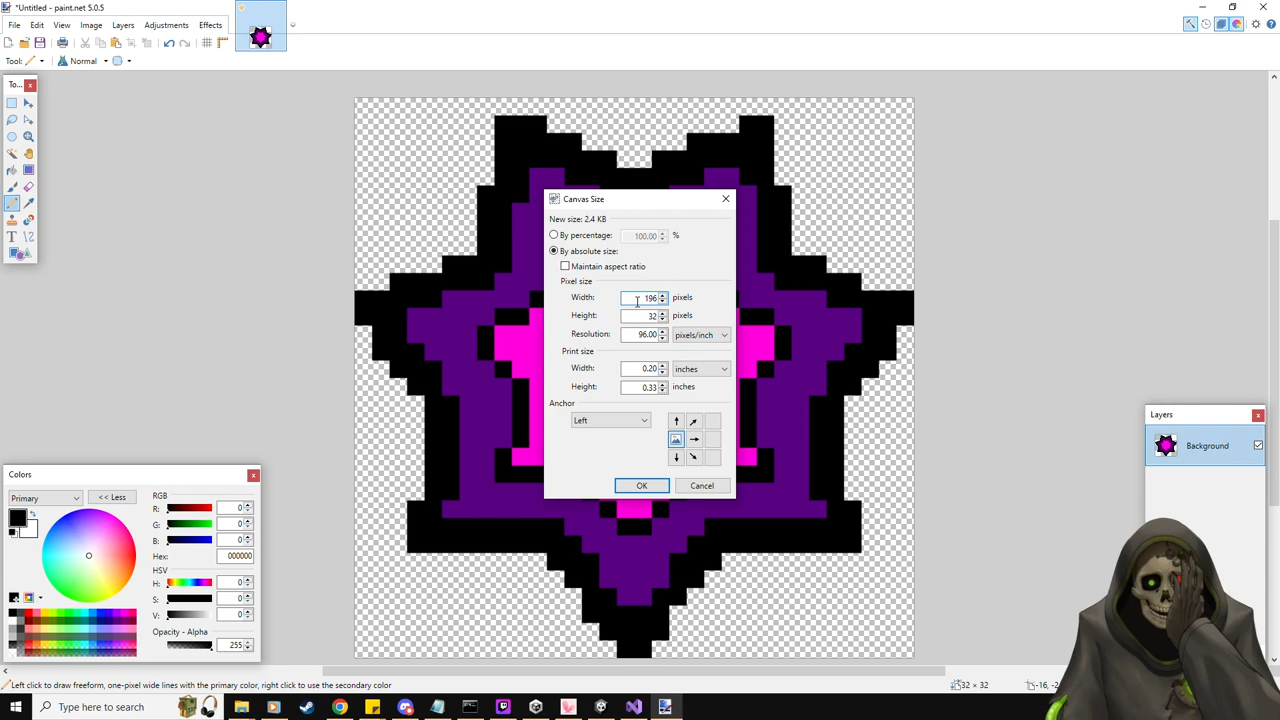 *Untitled - paint.net 5.0.5
File Edit View Image Layers Adjustments Effects
Tool: Normal
To...
Canvas Size
New size: 2.4 KB
By percentage: 100.00 %
By absolute size:
Maintain aspect ratio
Pixel size
Width: 196 pixels
Height: 32 pixels
Resolution: 96.00 pixels/inch
Print size
Width: 0.20 inches
Height: 0.33 inches
Anchor
Left
OK Cancel
Layers
Background
Colors
Primary << Less
RGB
R: 0
G: 0
B: 0
Hex: 000000
HSV
H: 0
S: 0
V: 0
Opacity - Alpha
255
Left click to draw freeform, one-pixel wide lines with the primary color, right click to use the secondary color
32 × 32
Type here to search